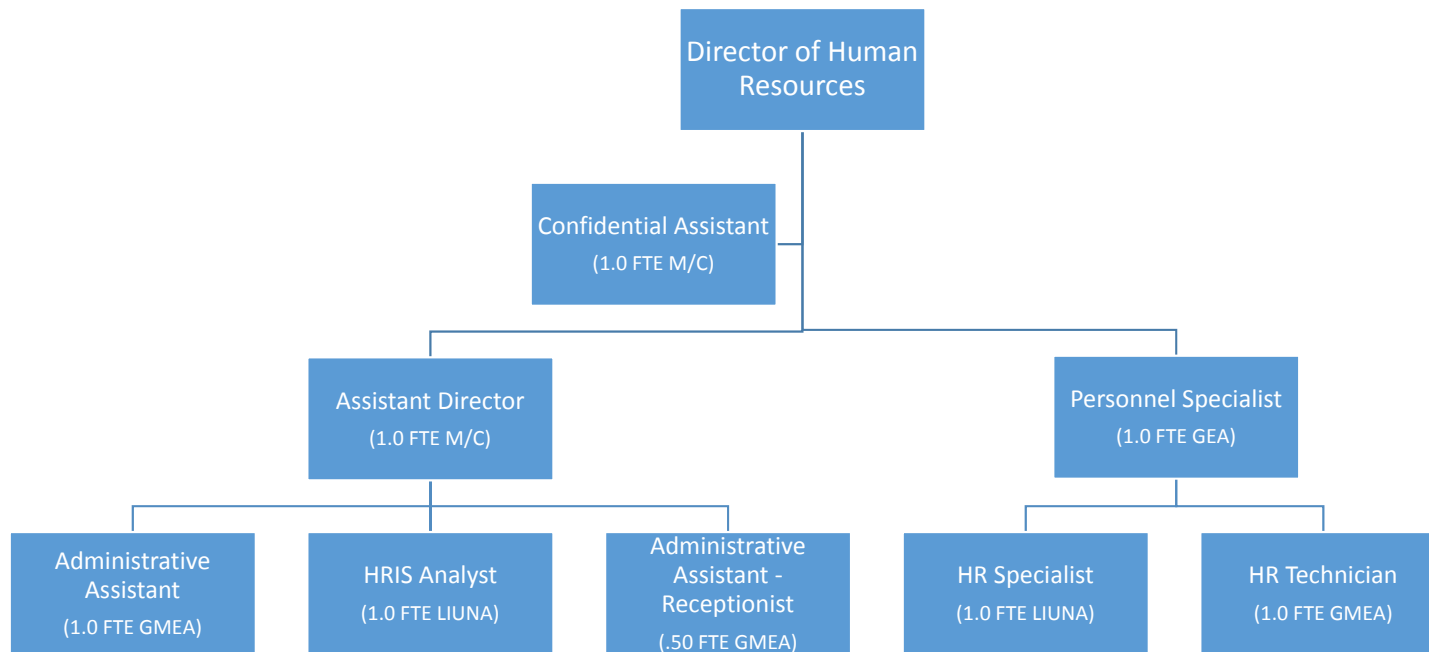 Director of Human
Resources
Confidential Assistant
(1.0 FTE M/C)
Assistant Director
(1.0 FTE M/C)
Personnel Specialist
(1.0 FTE GEA)
Administrative
Assistant
(1.0 FTE GMEA)
HRIS Analyst
(1.0 FTE LIUNA)
Administrative
Assistant -
Receptionist
(.50 FTE GMEA)
HR Specialist
(1.0 FTE LIUNA)
HR Technician
(1.0 FTE GMEA)